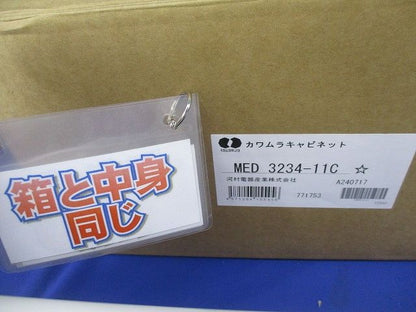 箱と中身
同じ
カワムラキャビネット
MED 3234-11C ☆
河村電器産業株式会社
771753
A240717